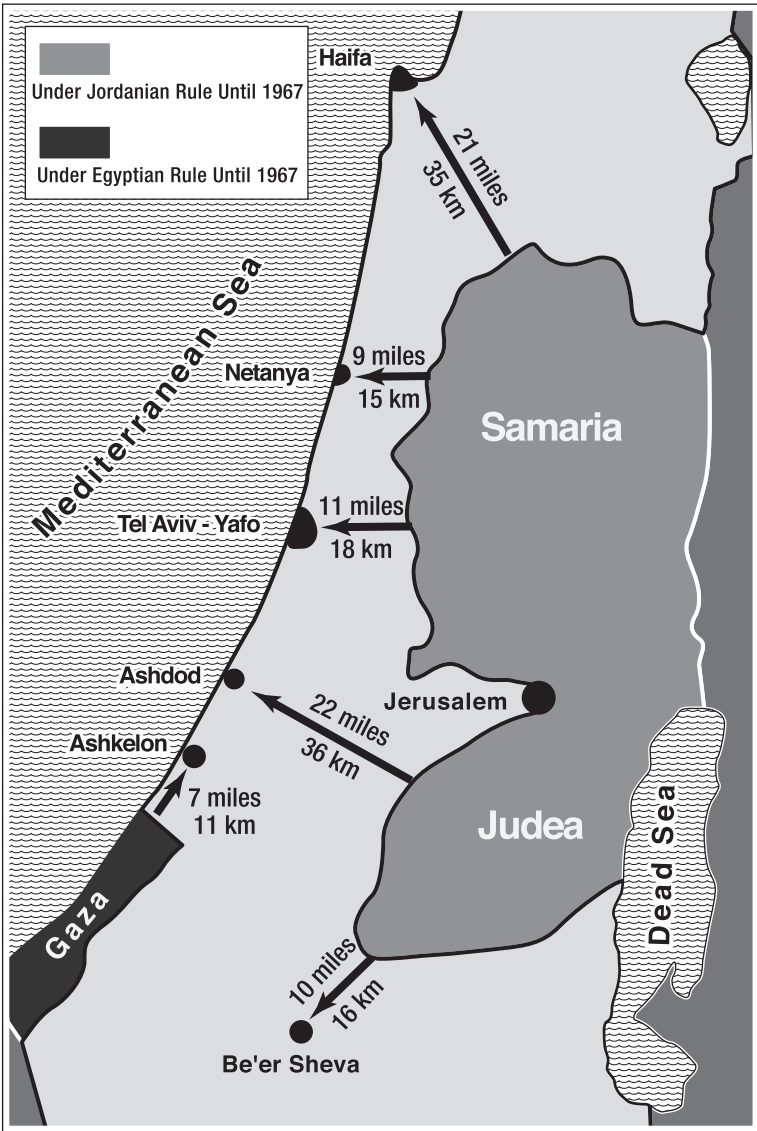 Haifa
Under Jordanian Rule Until 1967
Under Egyptian Rule Until 1967
21 miles
35 km
Mediterranean Sea
Netanya
9 miles
15 km
Samaria
Tel Aviv - Yafo
11 miles
18 km
Ashdod
Jerusalem
22 miles
36 km
Ashkelon
7 miles
11 km
Judea
Dead Sea
Gaza
10 miles
16 km
Be'er Sheva